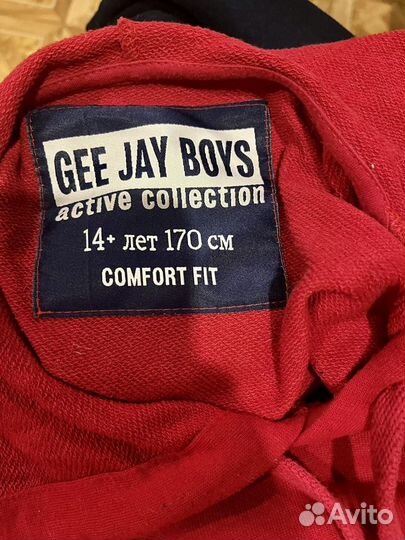 GEE JAY BOYS
active collection
14+ лет 170 см
COMFORT FIT
Avito